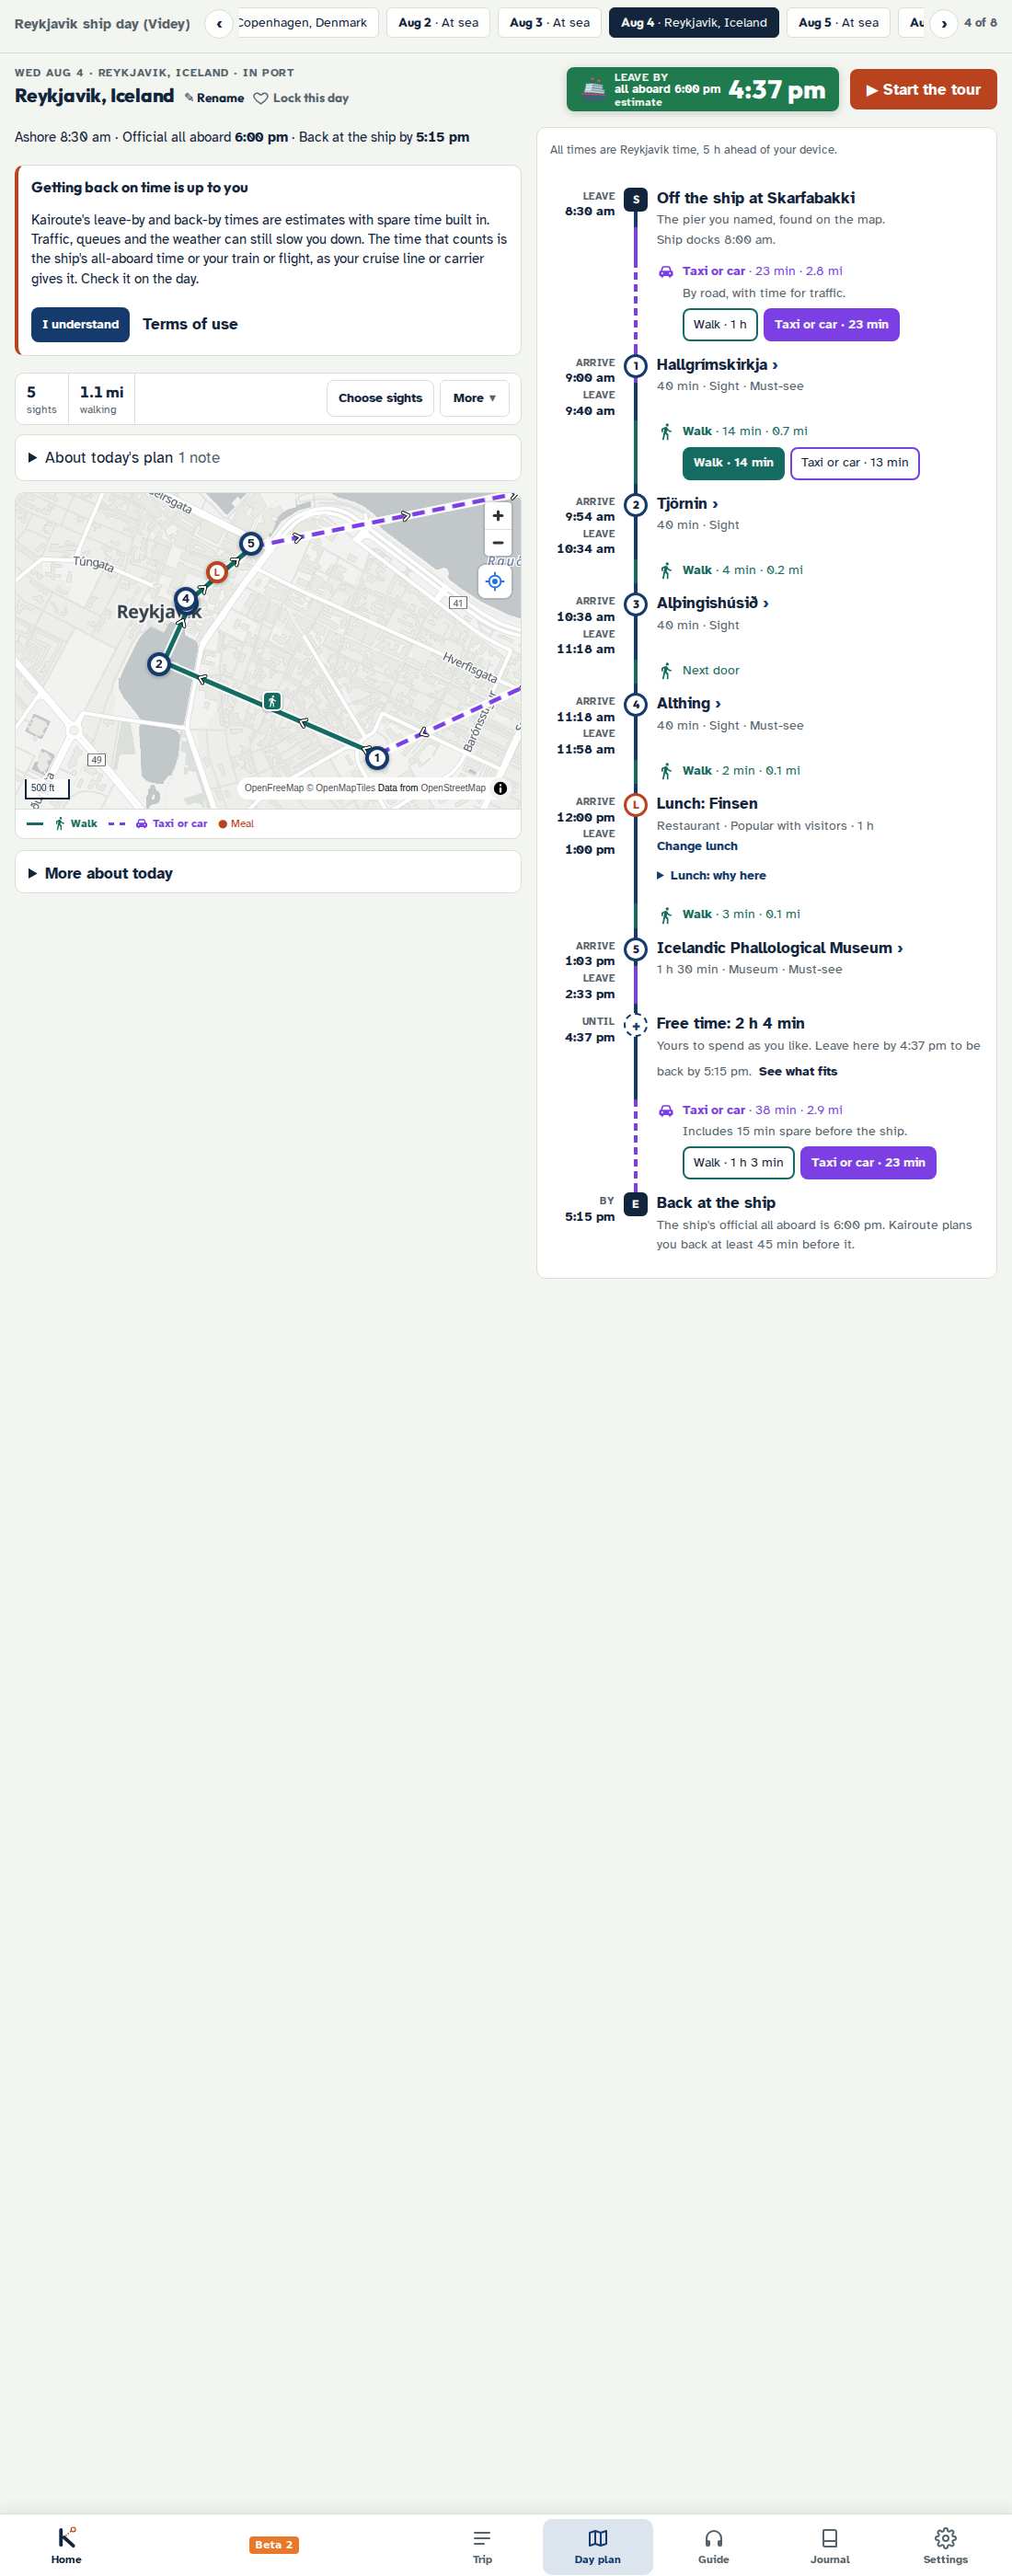 Reykjavik ship day (Videy)
‹
Copenhagen, Denmark
Aug 2 · At sea
Aug 3 · At sea
Aug 4 · Reykjavik, Iceland
Aug 5 · At sea
Au
›
4 of 8
WED AUG 4 · REYKJAVIK, ICELAND · IN PORT
Reykjavik, Iceland
✎ Rename
Lock this day
LEAVE BY
all aboard 6:00 pm
estimate
4:37 pm
▶ Start the tour
Ashore 8:30 am · Official all aboard 6:00 pm · Back at the ship by 5:15 pm
Getting back on time is up to you
Kairoute's leave-by and back-by times are estimates with spare time built in.
Traffic, queues and the weather can still slow you down. The time that counts is
the ship's all-aboard time or your train or flight, as your cruise line or carrier
gives it. Check it on the day.
I understand
Terms of use
5
sights
1.1 mi
walking
Choose sights
More ▼
▶ About today's plan 1 note
Túngata
Reykjavík
41
Hverfisgata
49
500 ft
5
L
4
2
1
+
−
OpenFreeMap © OpenMapTiles Data from OpenStreetMap
Walk
Taxi or car
Meal
▶ More about today
All times are Reykjavik time, 5 h ahead of your device.
LEAVE
8:30 am
S
Off the ship at Skarfabakki
The pier you named, found on the map.
Ship docks 8:00 am.
Taxi or car · 23 min · 2.8 mi
By road, with time for traffic.
Walk · 1 h
Taxi or car · 23 min
ARRIVE
9:00 am
LEAVE
9:40 am
1
Hallgrímskirkja ›
40 min · Sight · Must-see
Walk · 14 min · 0.7 mi
Walk · 14 min
Taxi or car · 13 min
ARRIVE
9:54 am
LEAVE
10:34 am
2
Tjörnin ›
40 min · Sight
Walk · 4 min · 0.2 mi
ARRIVE
10:38 am
LEAVE
11:18 am
3
Alþingishúsið ›
40 min · Sight
Next door
ARRIVE
11:18 am
LEAVE
11:58 am
4
Althing ›
40 min · Sight · Must-see
Walk · 2 min · 0.1 mi
ARRIVE
12:00 pm
LEAVE
1:00 pm
L
Lunch: Finsen
Restaurant · Popular with visitors · 1 h
Change lunch
▶ Lunch: why here
Walk · 3 min · 0.1 mi
ARRIVE
1:03 pm
LEAVE
2:33 pm
5
Icelandic Phallological Museum ›
1 h 30 min · Museum · Must-see
UNTIL
4:37 pm
+
Free time: 2 h 4 min
Yours to spend as you like. Leave here by 4:37 pm to be
back by 5:15 pm. See what fits
Taxi or car · 38 min · 2.9 mi
Includes 15 min spare before the ship.
Walk · 1 h 3 min
Taxi or car · 23 min
BY
5:15 pm
E
Back at the ship
The ship's official all aboard is 6:00 pm. Kairoute plans
you back at least 45 min before it.
Home
Beta 2
Trip
Day plan
Guide
Journal
Settings